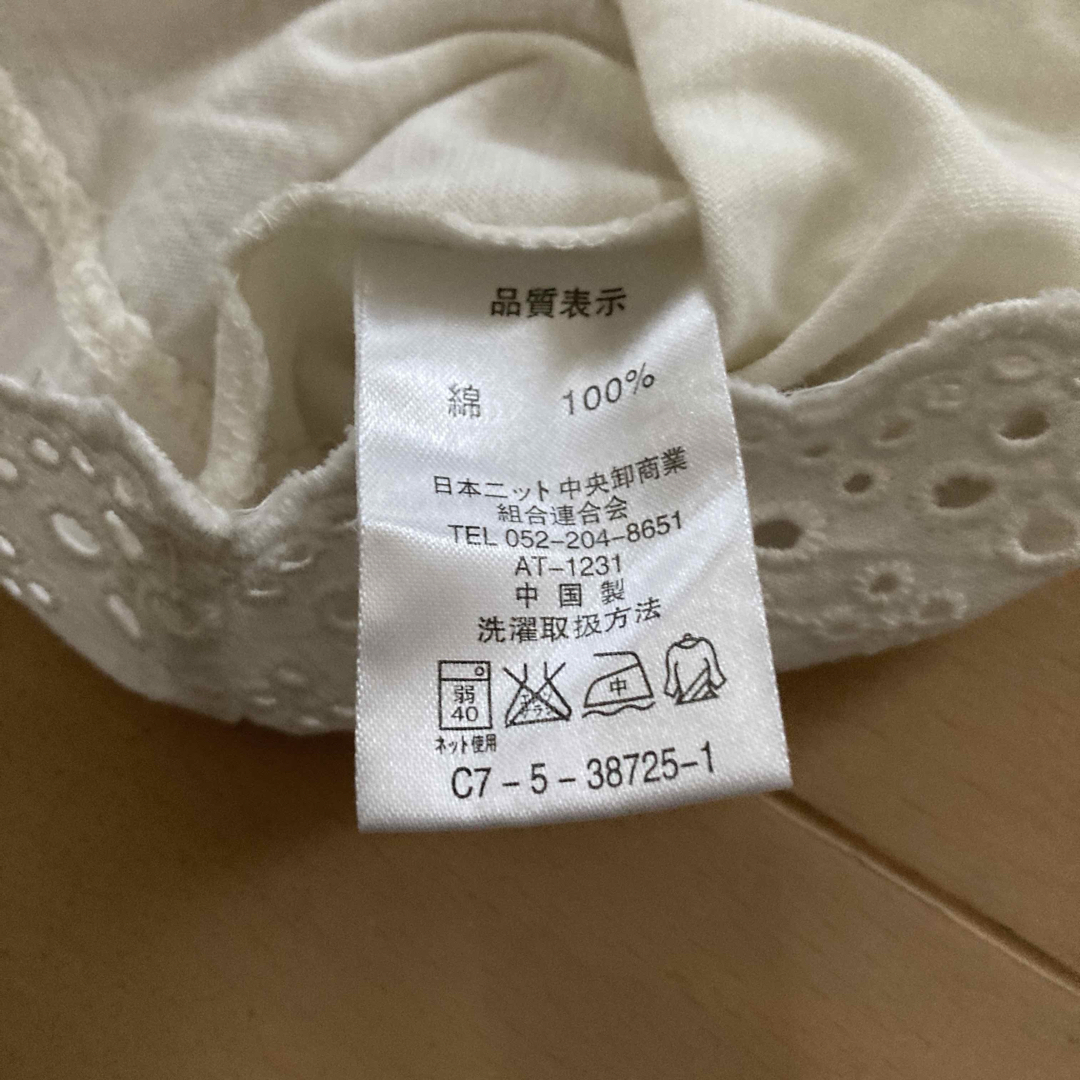 品質表示
綿 100%
日本ニット中央卸商業
組合連合会
TEL 052-204-8651
AT-1231
中国製
洗濯取扱方法
弱
40
中
ネット使用
C7-5-38725-1